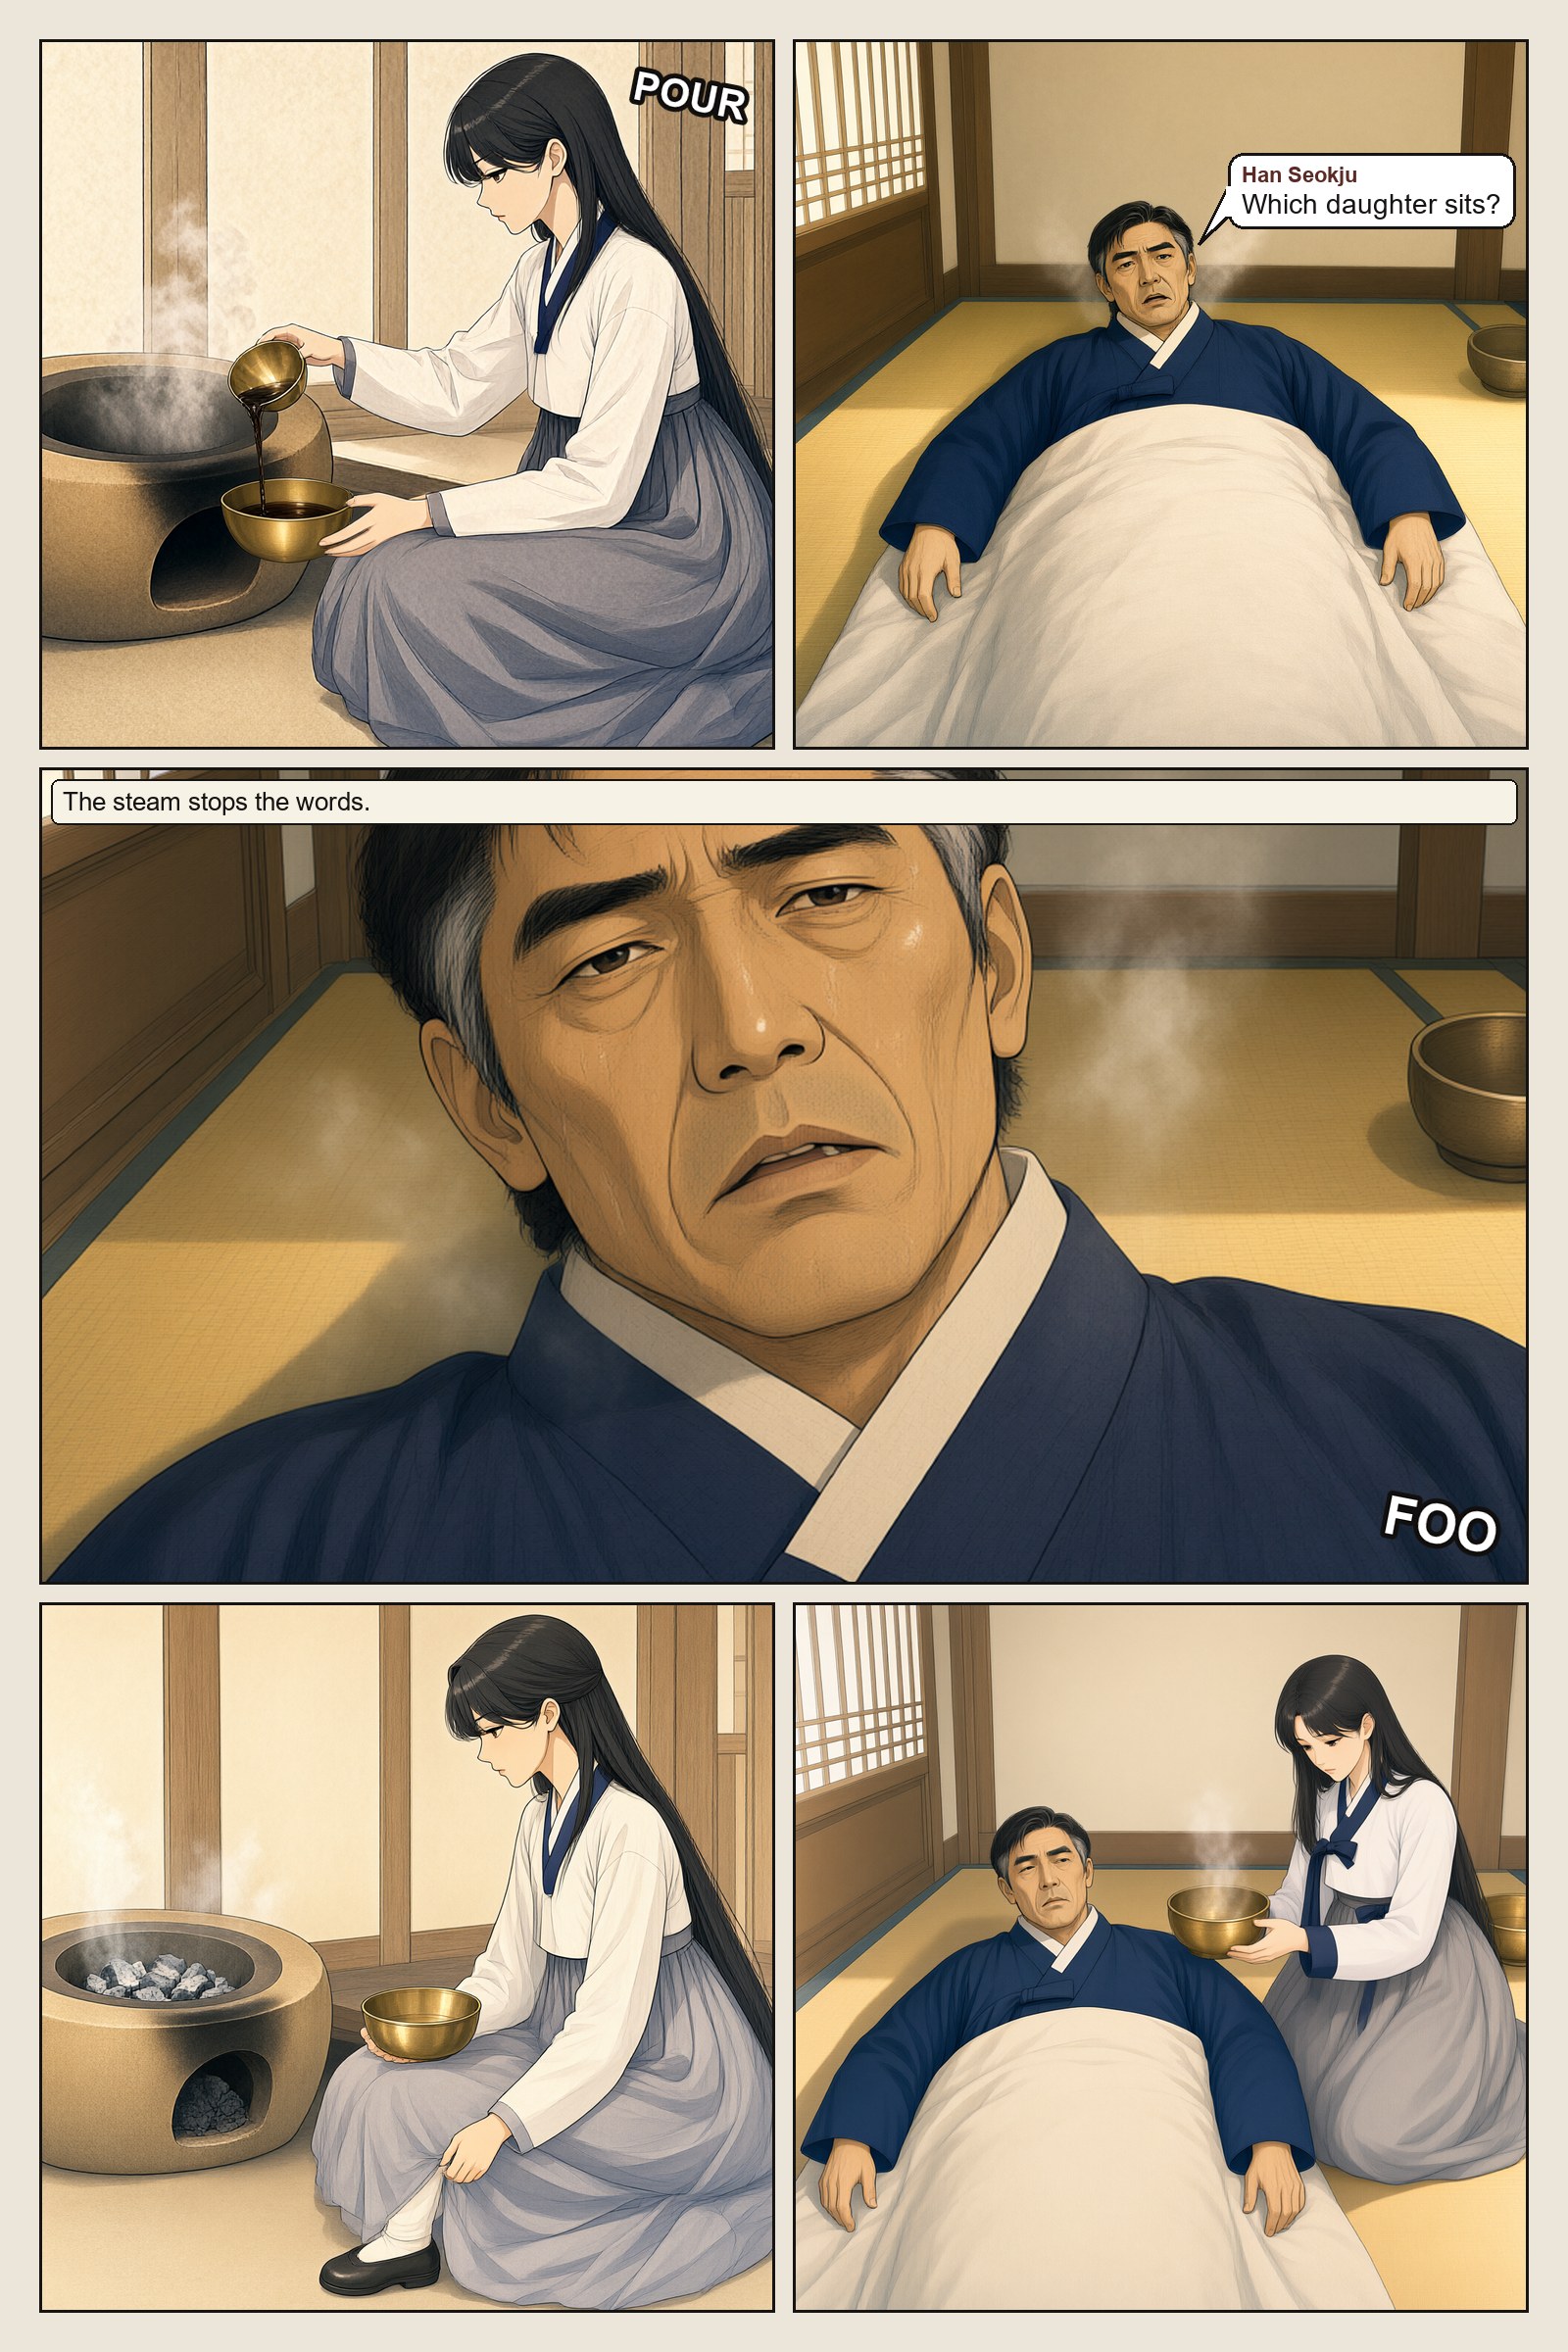 POUR
Han Seokju
Which daughter sits?
The steam stops the words.
FOO